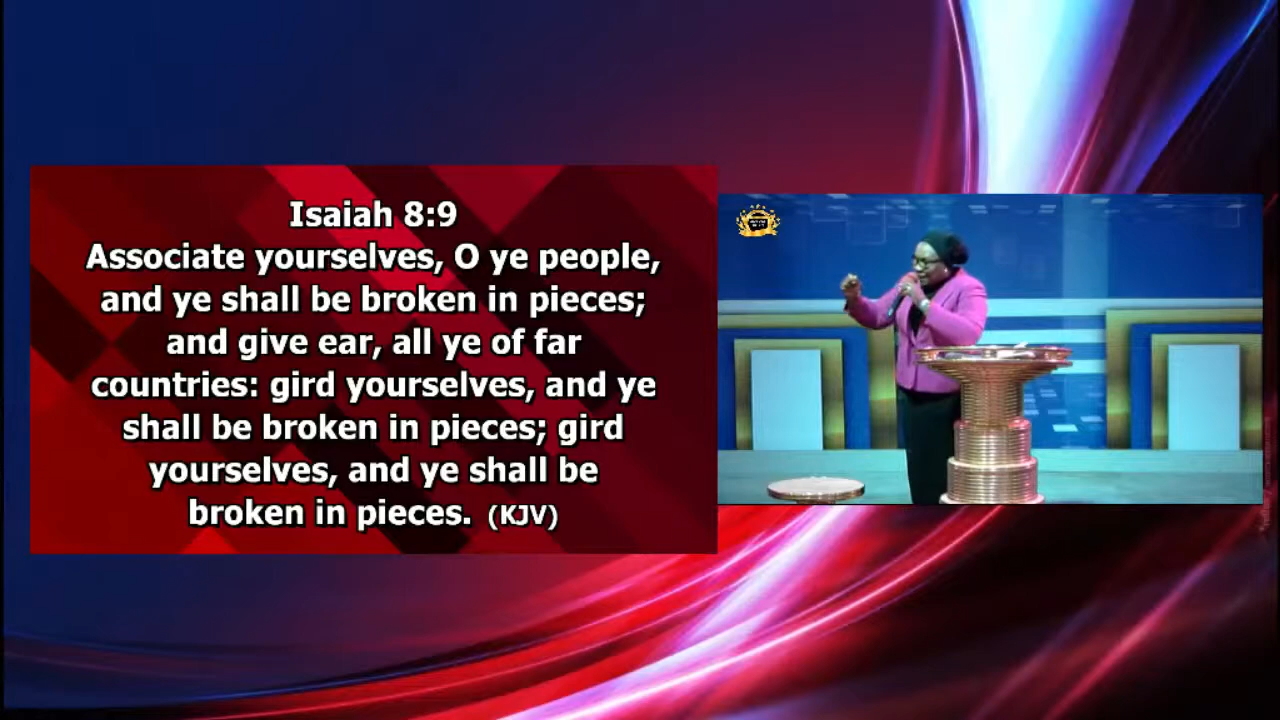 Isaiah 8:9
Associate yourselves, O ye people,
and ye shall be broken in pieces;
and give ear, all ye of far
countries: gird yourselves, and ye
shall be broken in pieces; gird
yourselves, and ye shall be
broken in pieces. (KJV)